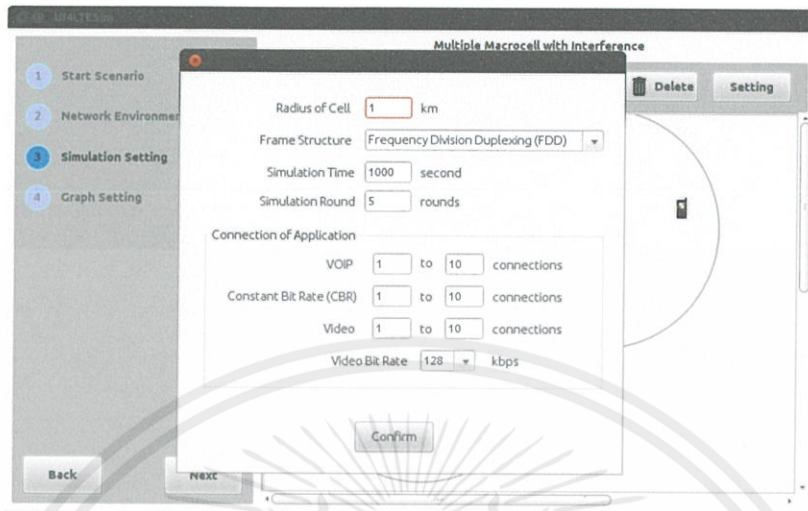 UI4LTESim
Multiple Macrocell with Interference
1 Start Scenario
2 Network Environmen
3 Simulation Setting
4 Graph Setting
Delete
Setting
Radius of Cell 1 km
Frame Structure Frequency Division Duplexing (FDD)
Simulation Time 1000 second
Simulation Round 5 rounds
Connection of Application
VOIP 1 to 10 connections
Constant Bit Rate (CBR) 1 to 10 connections
Video 1 to 10 connections
Video Bit Rate 128 kbps
Confirm
Back
Next